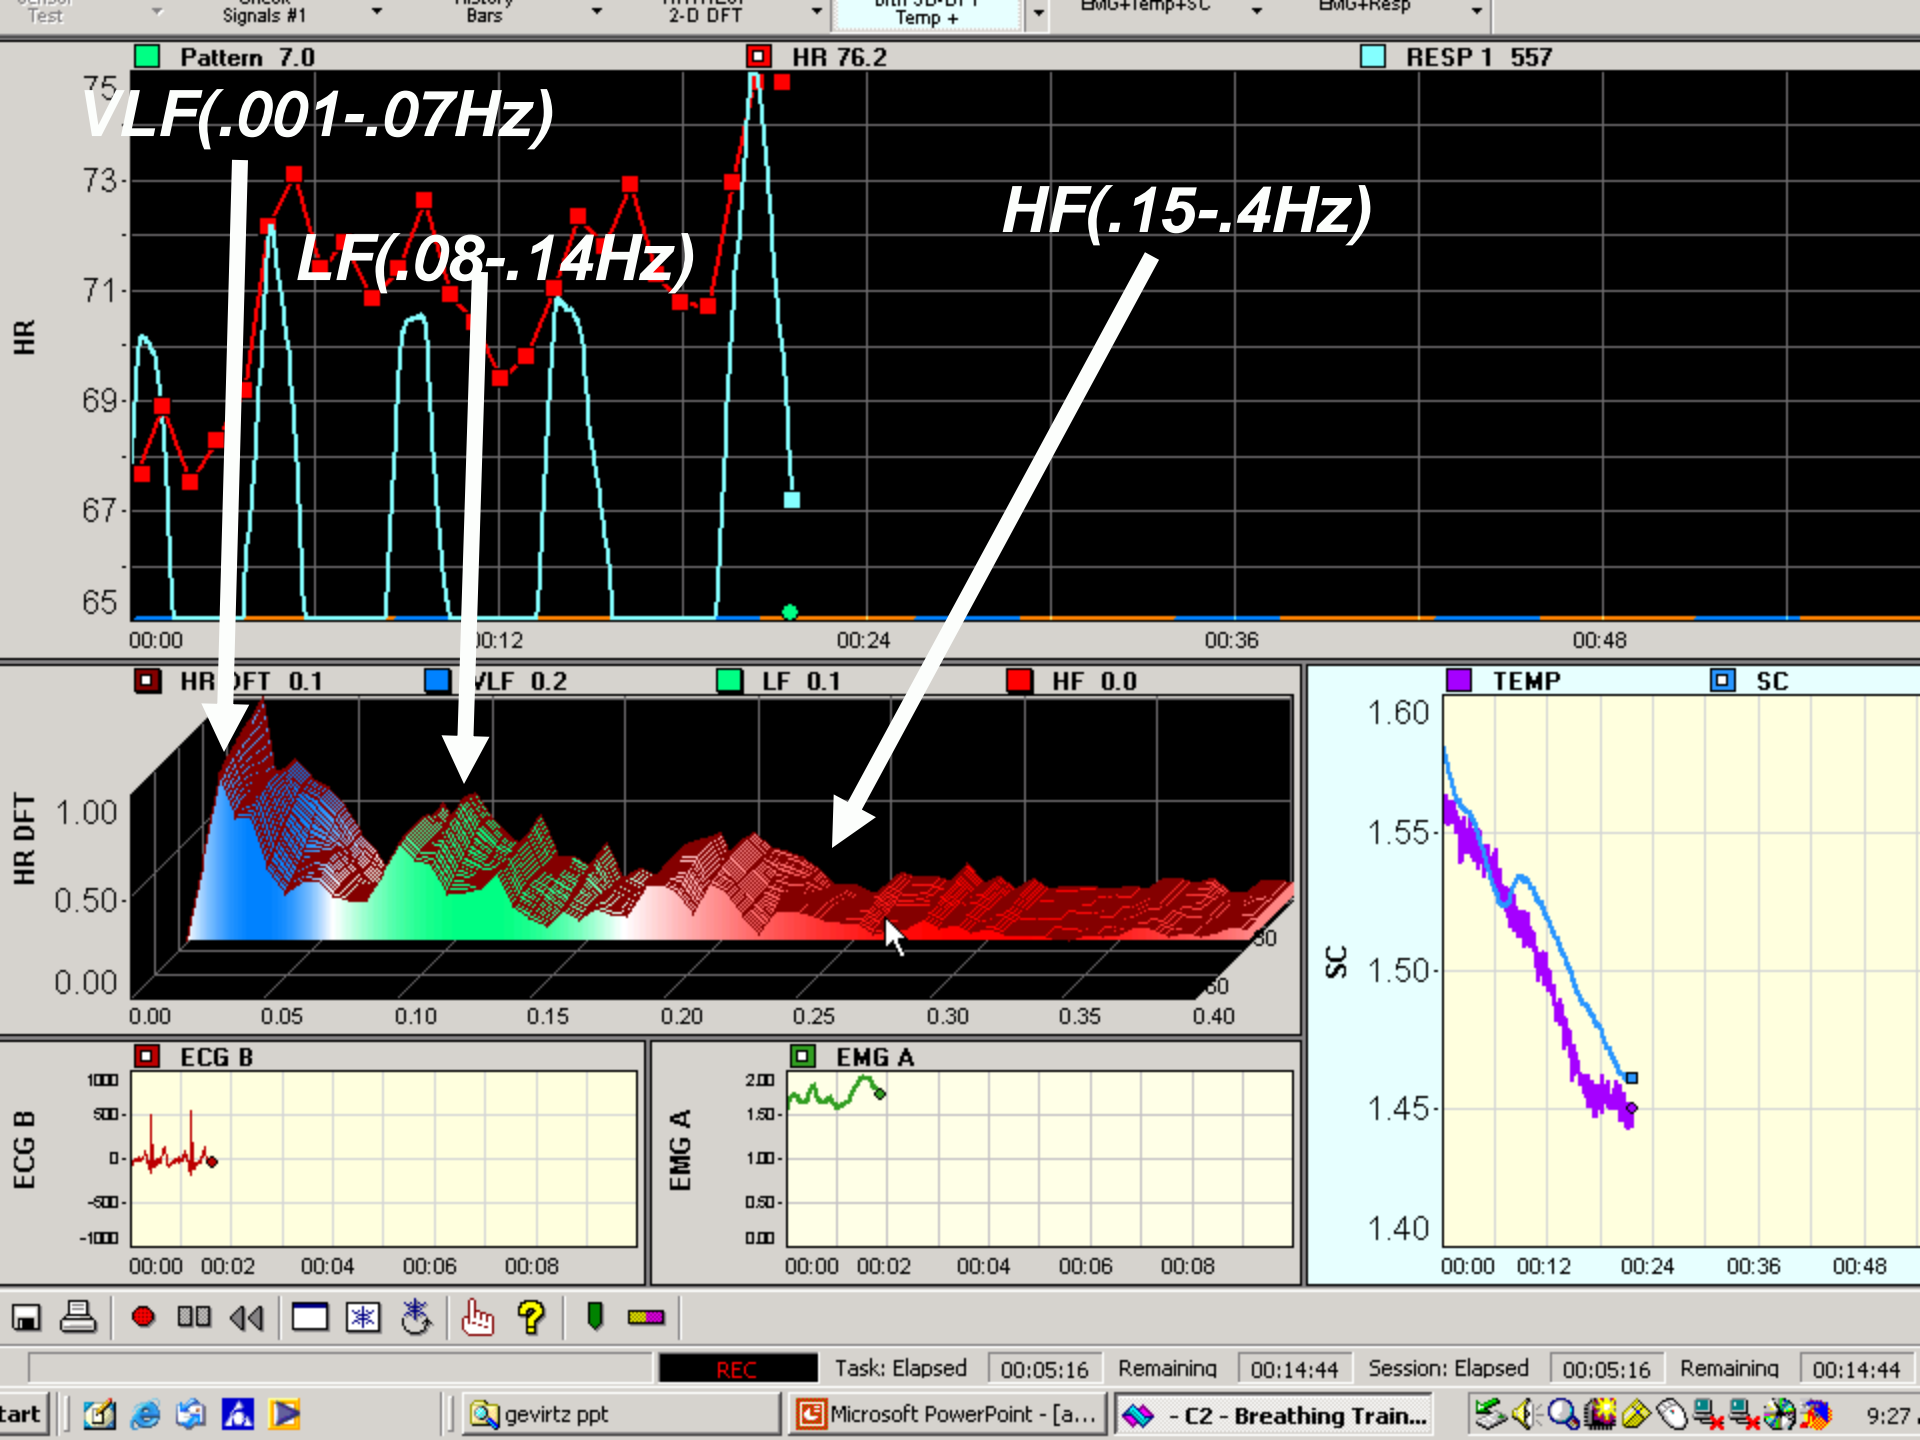 Test
Signals #1
Bars
2-D DFT
Temp +
EMG+Temp+SC
EMG+Resp
Pattern 7.0
HR 76.2
RESP 1 557
75
VLF(.001-.07Hz)
73
HF(.15-.4Hz)
LF(.08-.14Hz)
71
HR
69
67
65
00:00 00:12 00:24 00:36 00:48
HR DFT 0.1
VLF 0.2
LF 0.1
HF 0.0
TEMP
SC
1.60
1.00
HR DFT
1.55
0.50
30
SC
1.50
0.00
60
0.00 0.05 0.10 0.15 0.20 0.25 0.30 0.35 0.40
ECG B
EMG A
1000
2.00
500
1.50
1.45
ECG B
0
EMG A
1.00
-500
0.50
1.40
-1000
0.00
00:00 00:02 00:04 00:06 00:08
00:00 00:02 00:04 00:06 00:08
00:00 00:12 00:24 00:36 00:48
REC
Task: Elapsed 00:05:16 Remaining 00:14:44 Session: Elapsed 00:05:16 Remaining 00:14:44
tart
gevirtz ppt
Microsoft PowerPoint - [a...
- C2 - Breathing Train...
9:27